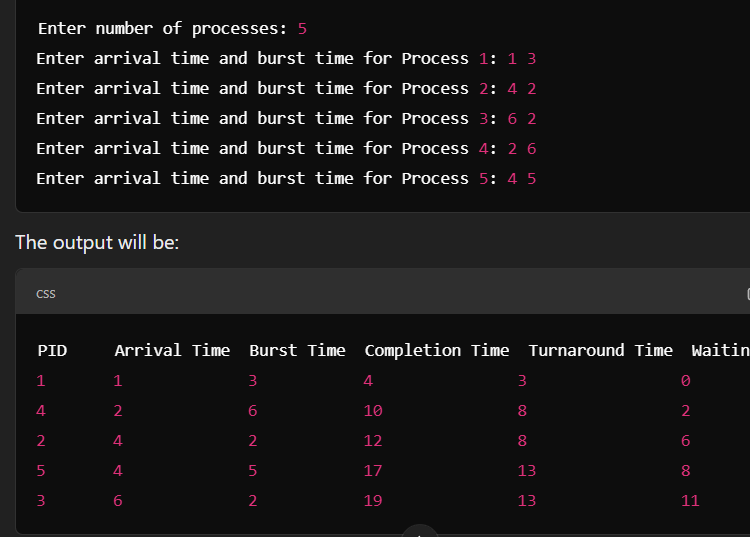 Enter number of processes: 5
Enter arrival time and burst time for Process 1: 1 3
Enter arrival time and burst time for Process 2: 4 2
Enter arrival time and burst time for Process 3: 6 2
Enter arrival time and burst time for Process 4: 2 6
Enter arrival time and burst time for Process 5: 4 5
The output will be:
css
PID Arrival Time Burst Time Completion Time Turnaround Time Waitin
1 1 3 4 3 0
4 2 6 10 8 2
2 4 2 12 8 6
5 4 5 17 13 8
3 6 2 19 13 11